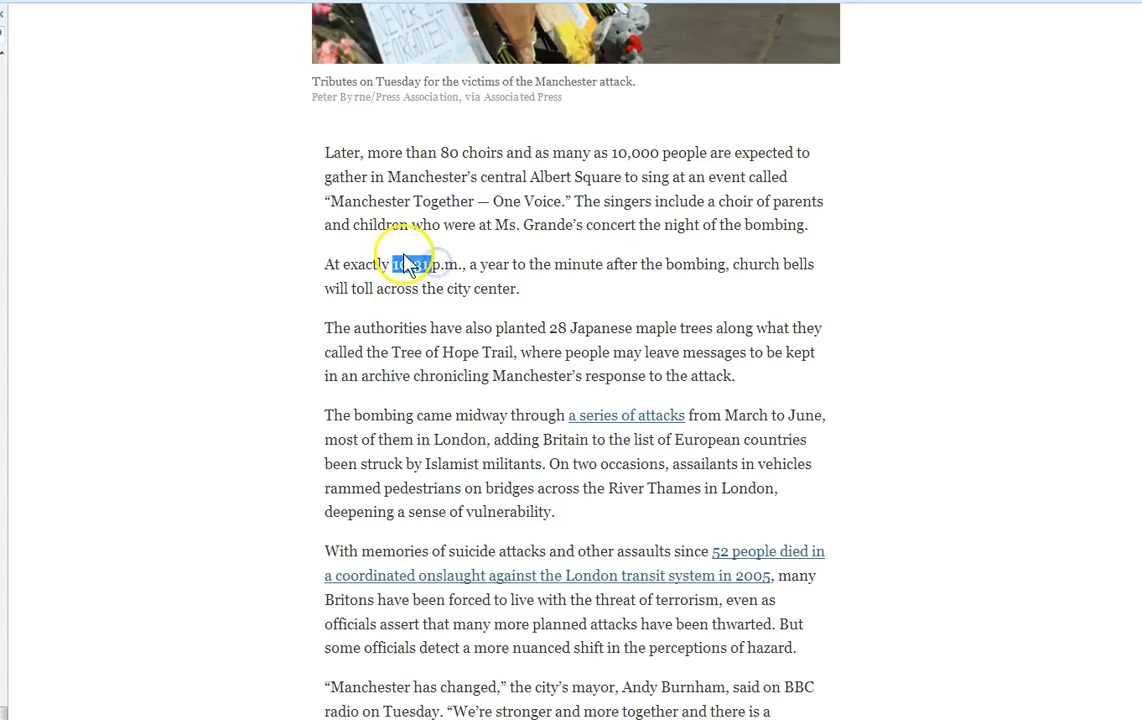 NEVER BE
FORGOTTEN
Tributes on Tuesday for the victims of the Manchester attack.
Peter Byrne/Press Association, via Associated Press
Later, more than 80 choirs and as many as 10,000 people are expected to
gather in Manchester’s central Albert Square to sing at an event called
“Manchester Together — One Voice.” The singers include a choir of parents
and children who were at Ms. Grande’s concert the night of the bombing.
At exactly 10:31 p.m., a year to the minute after the bombing, church bells
will toll across the city center.
The authorities have also planted 28 Japanese maple trees along what they
called the Tree of Hope Trail, where people may leave messages to be kept
in an archive chronicling Manchester’s response to the attack.
The bombing came midway through a series of attacks from March to June,
most of them in London, adding Britain to the list of European countries
been struck by Islamist militants. On two occasions, assailants in vehicles
rammed pedestrians on bridges across the River Thames in London,
deepening a sense of vulnerability.
With memories of suicide attacks and other assaults since 52 people died in
a coordinated onslaught against the London transit system in 2005, many
Britons have been forced to live with the threat of terrorism, even as
officials assert that many more planned attacks have been thwarted. But
some officials detect a more nuanced shift in the perceptions of hazard.
“Manchester has changed,” the city’s mayor, Andy Burnham, said on BBC
radio on Tuesday. “We’re stronger and more together and there is a